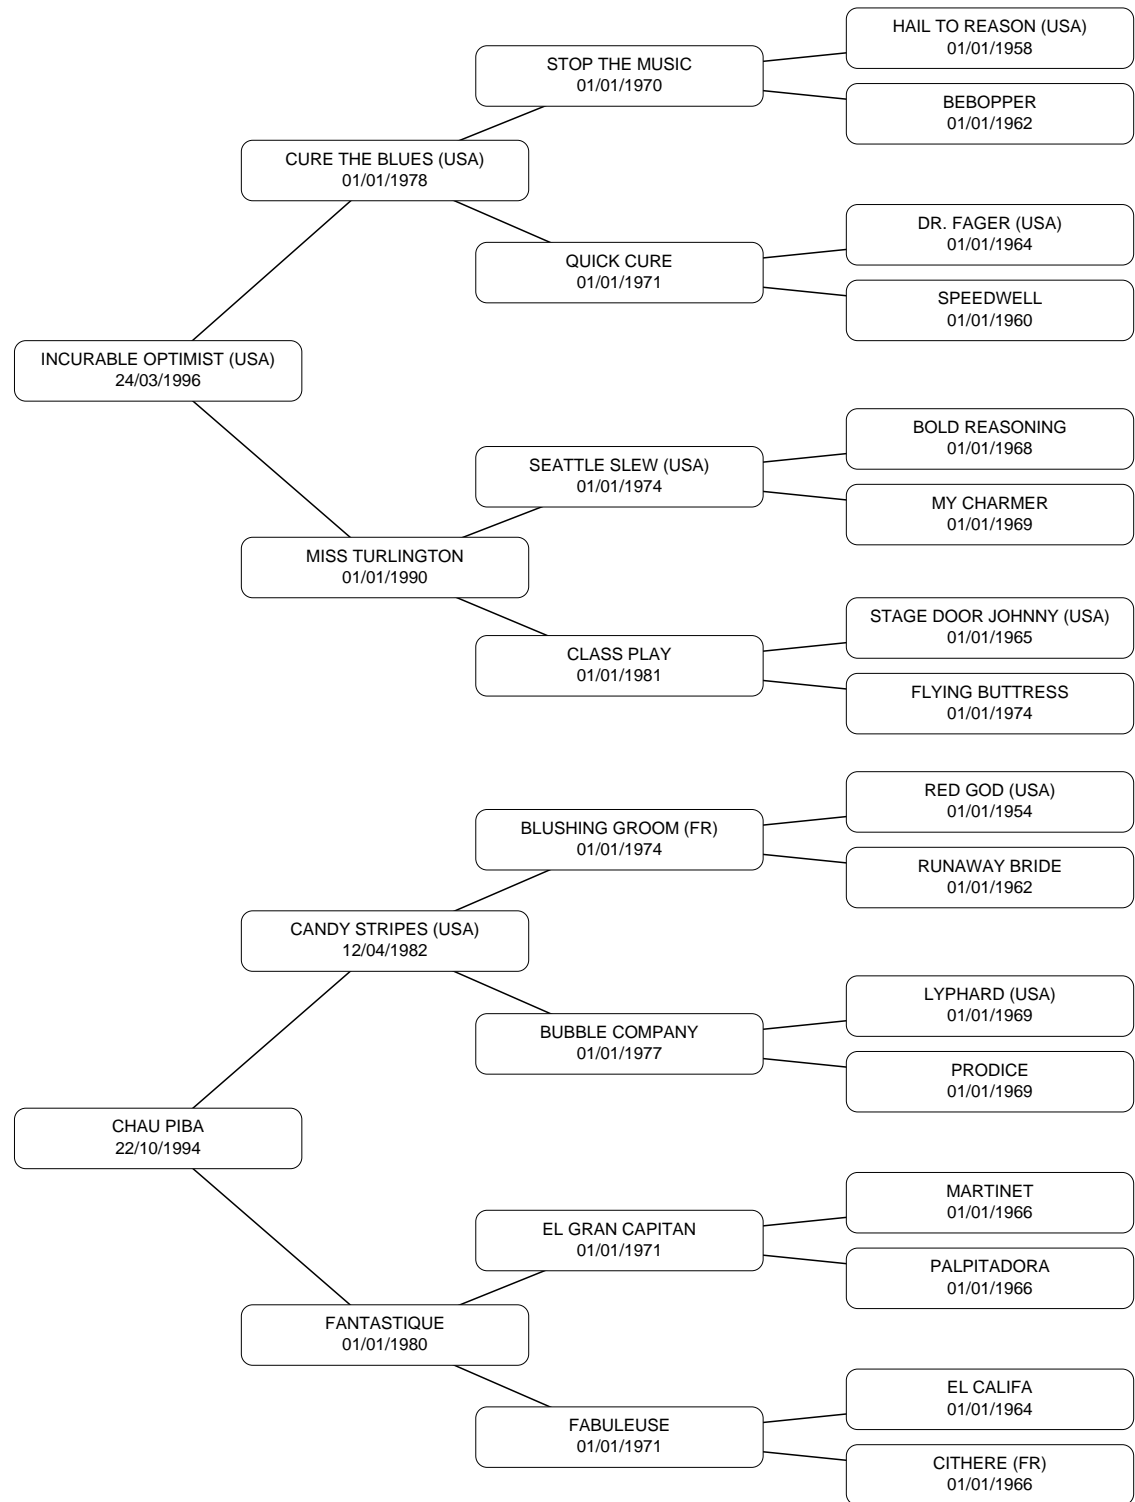 HAIL TO REASON (USA)
01/01/1958
STOP THE MUSIC
01/01/1970
BEBOPPER
01/01/1962
CURE THE BLUES (USA)
01/01/1978
DR. FAGER (USA)
01/01/1964
QUICK CURE
01/01/1971
SPEEDWELL
01/01/1960
INCURABLE OPTIMIST (USA)
24/03/1996
BOLD REASONING
01/01/1968
SEATTLE SLEW (USA)
01/01/1974
MY CHARMER
01/01/1969
MISS TURLINGTON
01/01/1990
STAGE DOOR JOHNNY (USA)
01/01/1965
CLASS PLAY
01/01/1981
FLYING BUTTRESS
01/01/1974
RED GOD (USA)
01/01/1954
BLUSHING GROOM (FR)
01/01/1974
RUNAWAY BRIDE
01/01/1962
CANDY STRIPES (USA)
12/04/1982
LYPHARD (USA)
01/01/1969
BUBBLE COMPANY
01/01/1977
PRODICE
01/01/1969
CHAU PIBA
22/10/1994
MARTINET
01/01/1966
EL GRAN CAPITAN
01/01/1971
PALPITADORA
01/01/1966
FANTASTIQUE
01/01/1980
EL CALIFA
01/01/1964
FABULEUSE
01/01/1971
CITHERE (FR)
01/01/1966